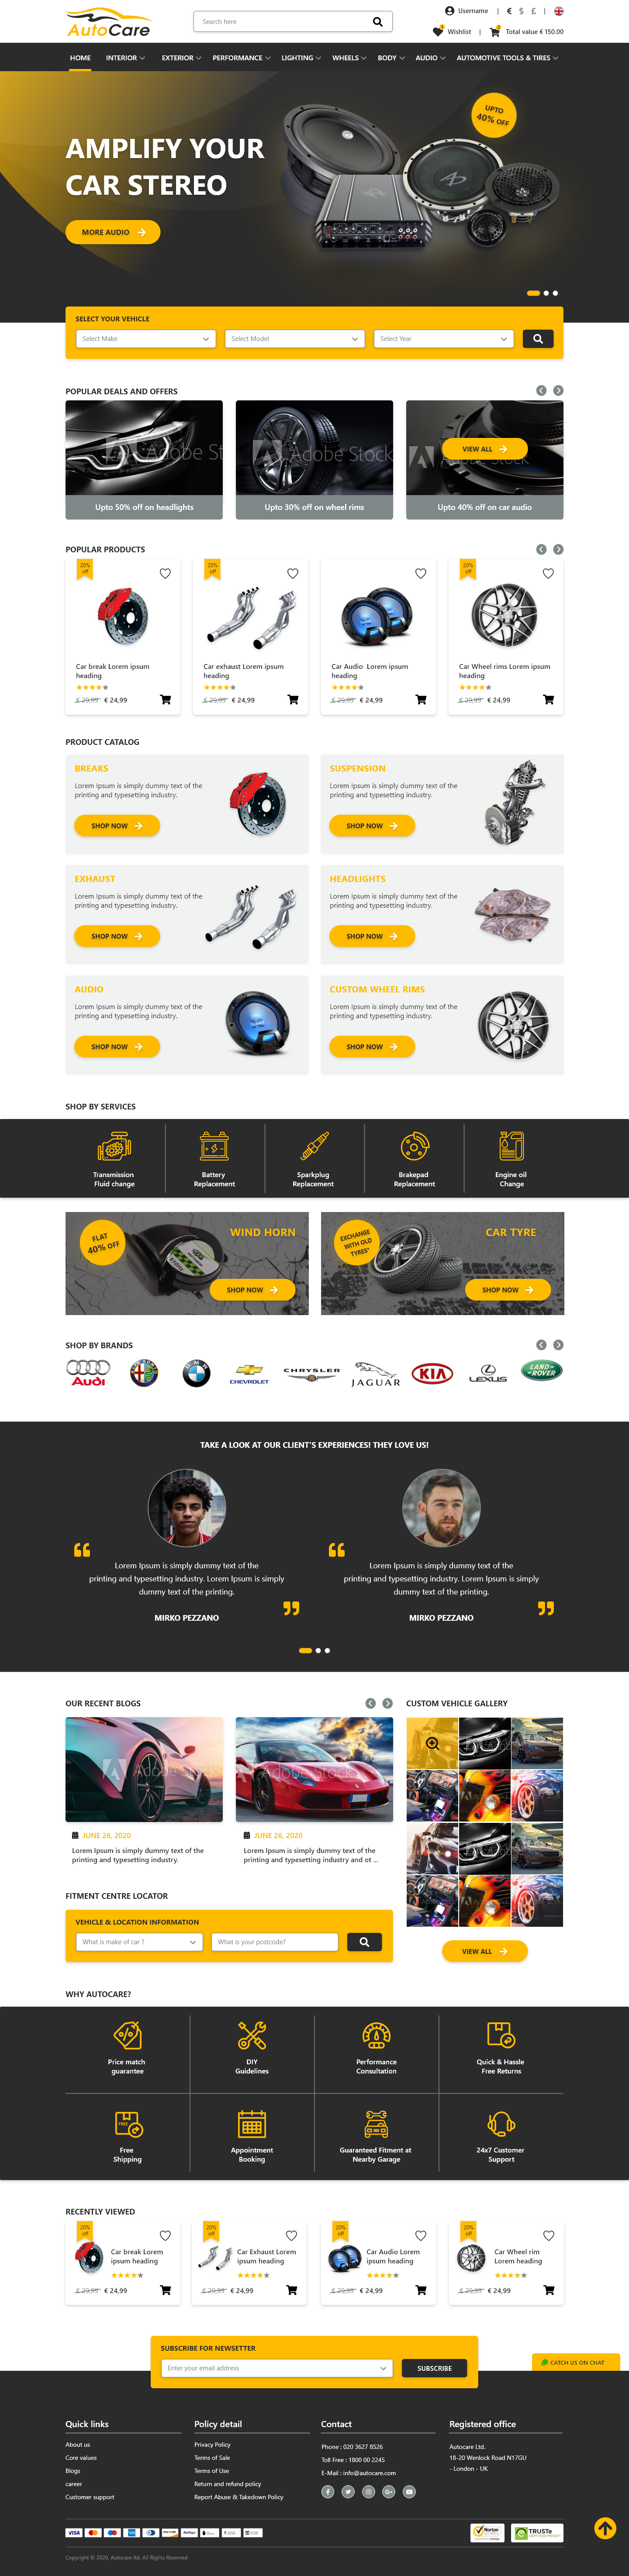 AutoCare
Search here
Username | € $ £ |
Wishlist | Total value € 150.00
HOME INTERIOR EXTERIOR PERFORMANCE LIGHTING WHEELS BODY AUDIO AUTOMOTIVE TOOLS & TIRES
AMPLIFY YOUR
CAR STEREO
MORE AUDIO
UPTO
40% OFF
SELECT YOUR VEHICLE
Select Make Select Model Select Year
POPULAR DEALS AND OFFERS
Adobe St
Adobe Stock
VIEW ALL
Upto 50% off on headlights
Upto 30% off on wheel rims
Upto 40% off on car audio
POPULAR PRODUCTS
20%
off
Car break Lorem ipsum
heading
€ 29,99 € 24,99
20%
off
Car exhaust Lorem ipsum
heading
€ 29,99 € 24,99
Car Audio Lorem ipsum
heading
€ 29,99 € 24,99
20%
off
Car Wheel rims Lorem ipsum
heading
€ 29,99 € 24,99
PRODUCT CATALOG
BREAKS
Lorem Ipsum is simply dummy text of the
printing and typesetting industry.
SHOP NOW
SUSPENSION
Lorem Ipsum is simply dummy text of the
printing and typesetting industry.
SHOP NOW
EXHAUST
Lorem Ipsum is simply dummy text of the
printing and typesetting industry.
SHOP NOW
HEADLIGHTS
Lorem Ipsum is simply dummy text of the
printing and typesetting industry.
SHOP NOW
AUDIO
Lorem Ipsum is simply dummy text of the
printing and typesetting industry.
SHOP NOW
CUSTOM WHEEL RIMS
Lorem Ipsum is simply dummy text of the
printing and typesetting industry.
SHOP NOW
SHOP BY SERVICES
Transmission
Fluid change
Battery
Replacement
Sparkplug
Replacement
Brakepad
Replacement
Engine oil
Change
FLAT
40% OFF
WIND HORN
SHOP NOW
EXCHANGE
WITH OLD
TYRES*
CAR TYRE
SHOP NOW
SHOP BY BRANDS
Audi
BMW
CHEVROLET
CHRYSLER
JAGUAR
KIA
LEXUS
LAND-
ROVER
TAKE A LOOK AT OUR CLIENT'S EXPERIENCES! THEY LOVE US!
Lorem Ipsum is simply dummy text of the
printing and typesetting industry. Lorem Ipsum is simply
dummy text of the printing.
MIRKO PEZZANO
Lorem Ipsum is simply dummy text of the
printing and typesetting industry. Lorem Ipsum is simply
dummy text of the printing.
MIRKO PEZZANO
OUR RECENT BLOGS
Adobe Stock
Adobe Stock
JUNE 26, 2020
Lorem Ipsum is simply dummy text of the
printing and typesetting industry.
JUNE 26, 2020
Lorem Ipsum is simply dummy text of the
printing and typesetting industry and ot ...
CUSTOM VEHICLE GALLERY
VIEW ALL
FITMENT CENTRE LOCATOR
VEHICLE & LOCATION INFORMATION
What is make of car ? What is your postcode?
WHY AUTOCARE?
Price match
guarantee
DIY
Guidelines
Performance
Consultation
Quick & Hassle
Free Returns
FREE
Free
Shipping
Appointment
Booking
Guaranteed Fitment at
Nearby Garage
24x7 Customer
Support
RECENTLY VIEWED
20%
off
Car break Lorem
ipsum heading
€ 29,99 € 24,99
20%
off
Car Exhaust Lorem
ipsum heading
€ 29,99 € 24,99
20%
off
Car Audio Lorem
ipsum heading
€ 29,99 € 24,99
20%
off
Car Wheel rim
Lorem heading
€ 29,99 € 24,99
SUBSCRIBE FOR NEWSETTER
Enter your email address
SUBSCRIBE
CATCH US ON CHAT
Quick links
About us
Core values
Blogs
career
Customer support
Policy detail
Privacy Policy
Terms of Sale
Terms of Use
Return and refund policy
Report Abuse & Takedown Policy
Contact
Phone : 020 3627 8526
Toll Free : 1800 00 2245
E-Mail : info@autocare.com
Registered office
Autocare Ltd.
18-20 Wenlock Road N17GU
- London - UK
VISA
Norton
TRUSTe
Copyright © 2020. Autocare ltd. All Rights Reserved